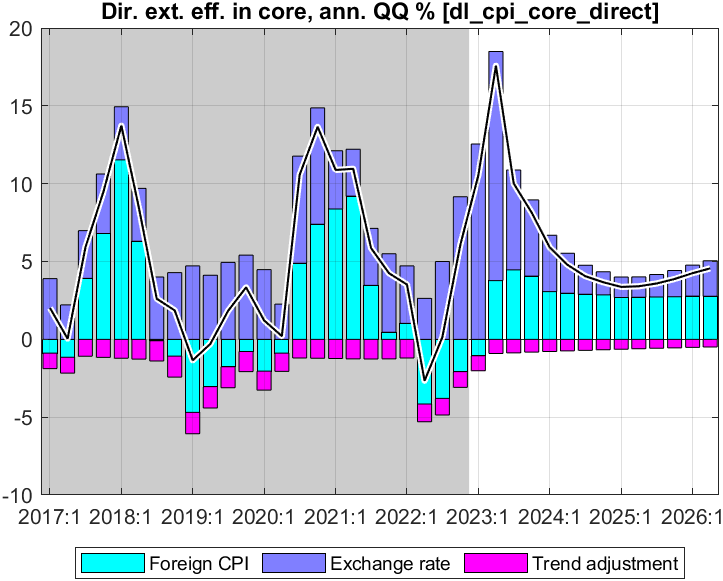 Dir. ext. eff. in core, ann. QQ % [dl_cpi_core_direct]
20
15
10
5
0
-5
-10
2017:1 2018:1 2019:1 2020:1 2021:1 2022:1 2023:1 2024:1 2025:1 2026:1
Foreign CPI Exchange rate Trend adjustment